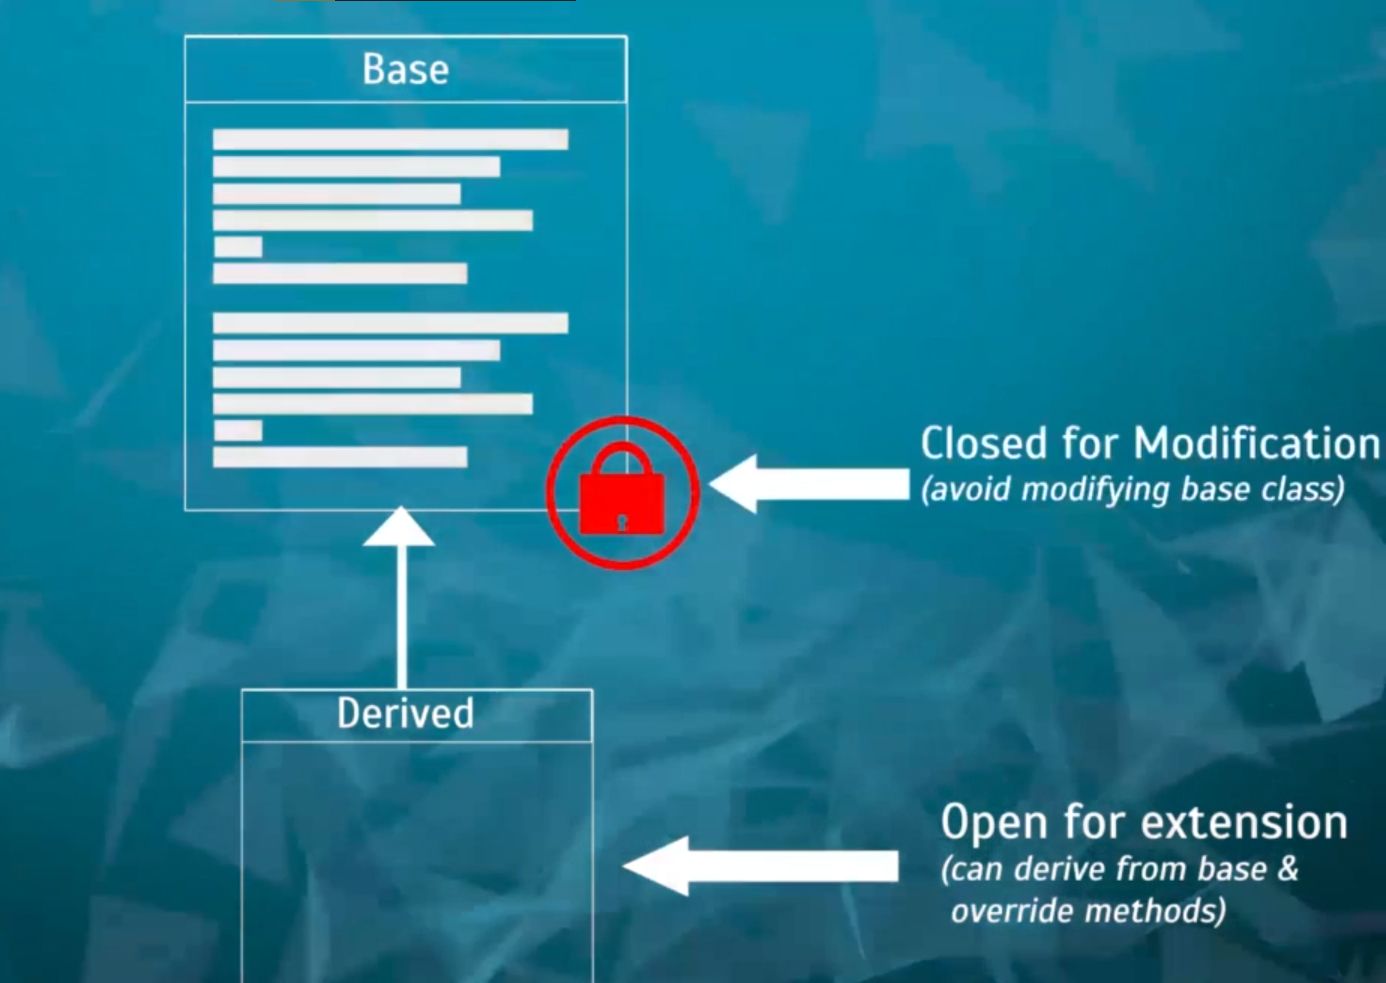 Base
Closed for Modification
(avoid modifying base class)
Derived
Open for extension
(can derive from base &
override methods)